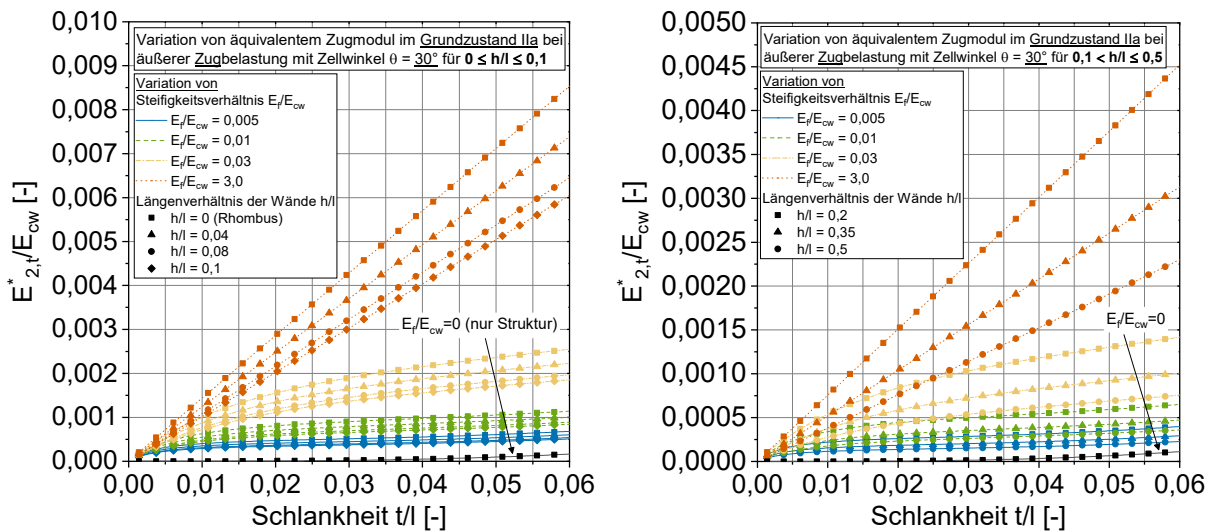 0,010
0,009
0,008
0,007
0,006
0,005
0,004
0,003
0,002
0,001
0,000
E*2,t/Ecw [-]
Variation von äquivalentem Zugmodul im Grundzustand IIa bei
äußerer Zugbelastung mit Zellwinkel θ = 30° für 0 ≤ h/l ≤ 0,1
Variation von
Steifigkeitsverhältnis Ef/Ecw
Ef/Ecw = 0,005
Ef/Ecw = 0,01
Ef/Ecw = 0,03
Ef/Ecw = 3,0
Längenverhältnis der Wände h/l
h/l = 0 (Rhombus)
h/l = 0,04
h/l = 0,08
h/l = 0,1
Ef/Ecw=0 (nur Struktur)
0,00 0,01 0,02 0,03 0,04 0,05 0,06
Schlankheit t/l [-]
0,0050
0,0045
0,0040
0,0035
0,0030
0,0025
0,0020
0,0015
0,0010
0,0005
0,0000
E*2,t/Ecw [-]
Variation von äquivalentem Zugmodul im Grundzustand IIa bei
äußerer Zugbelastung mit Zellwinkel θ = 30° für 0,1 < h/l ≤ 0,5
Variation von
Steifigkeitsverhältnis Ef/Ecw
Ef/Ecw = 0,005
Ef/Ecw = 0,01
Ef/Ecw = 0,03
Ef/Ecw = 3,0
Längenverhältnis der Wände h/l
h/l = 0,2
h/l = 0,35
h/l = 0,5
Ef/Ecw=0
0,00 0,01 0,02 0,03 0,04 0,05 0,06
Schlankheit t/l [-]